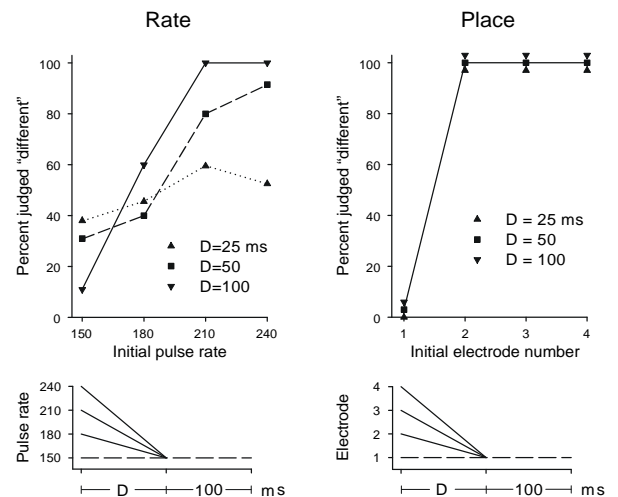 Rate
Percent judged “different”
100
80
60
40
20
0
D=25 ms
D=50
D=100
150 180 210 240
Initial pulse rate
Pulse rate
240
210
180
150
D 100 ms
Place
Percent judged “different”
100
80
60
40
20
0
D = 25 ms
D = 50
D = 100
1 2 3 4
Initial electrode number
Electrode
4
3
2
1
D 100 ms